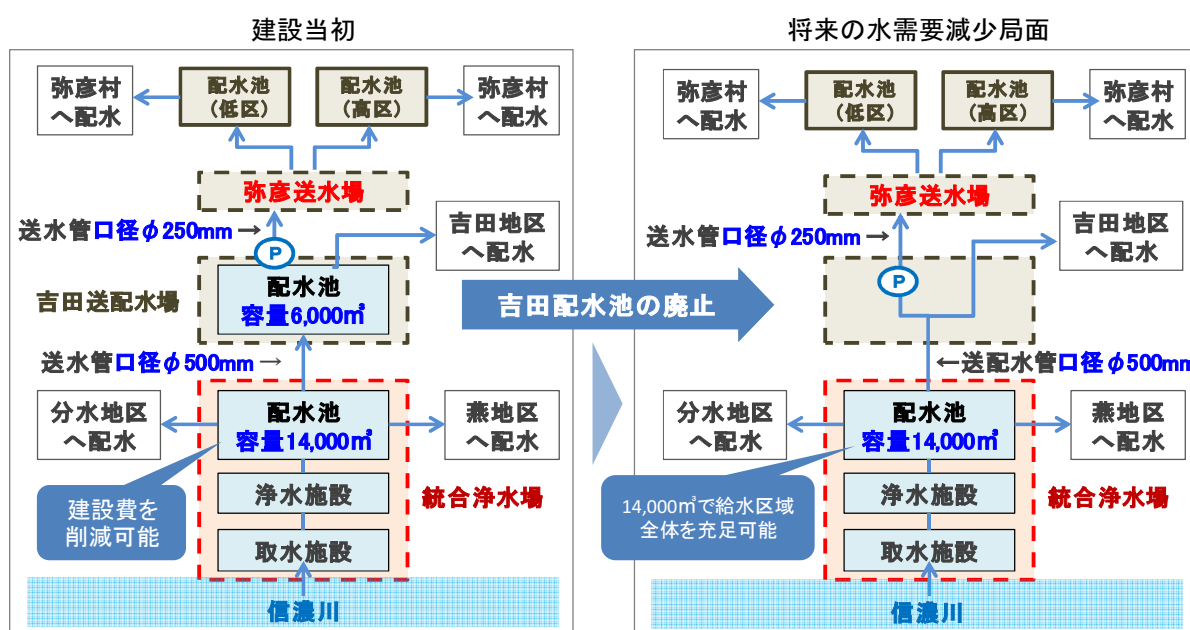 建設当初
弥彦村
へ配水
配水池
(低区)
配水池
(高区)
弥彦村
へ配水
弥彦送水場
送水管口径φ250mm→
P
吉田地区
へ配水
吉田送配水場
配水池
容量6,000㎥
送水管口径φ500mm→
分水地区
へ配水
配水池
容量14,000㎥
燕地区
へ配水
建設費を
削減可能
浄水施設
統合浄水場
取水施設
信濃川
吉田配水池の廃止
将来の水需要減少局面
弥彦村
へ配水
配水池
(低区)
配水池
(高区)
弥彦村
へ配水
弥彦送水場
送水管口径φ250mm→
P
吉田地区
へ配水
←送配水管口径φ500mm
分水地区
へ配水
配水池
容量14,000㎥
燕地区
へ配水
14,000㎥で給水区域
全体を充足可能
浄水施設
統合浄水場
取水施設
信濃川